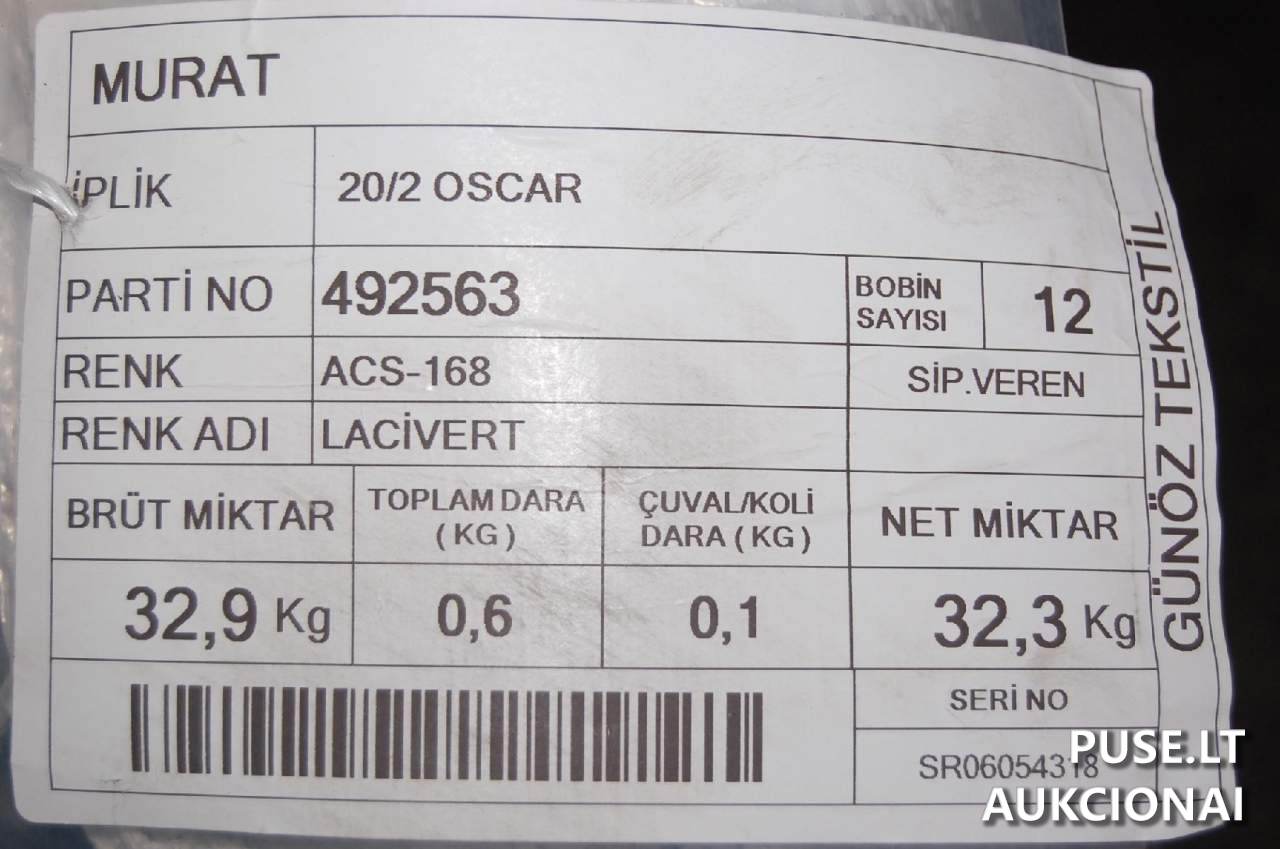 MURAT
İPLİK 20/2 OSCAR
PARTİ NO 492563 BOBİN SAYISI 12
RENK ACS-168 SİP.VEREN
RENK ADI LACİVERT
BRÜT MİKTAR TOPLAM DARA (KG) ÇUVAL/KOLİ DARA (KG) NET MİKTAR
32,9 Kg 0,6 0,1 32,3 Kg
SERİ NO
SR06054318
GÜNÖZ TEKSTİL
PUSE.LT
AUKCIONAI